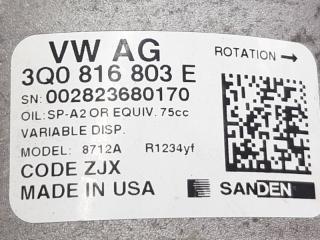 VW AG
ROTATION →
3Q0 816 803 E
SN: 002823680170
OIL: SP-A2 OR EQUIV. 75cc
VARIABLE DISP.
MODEL: 8712A R1234yf
CODE ZJX
MADE IN USA
SANDEN